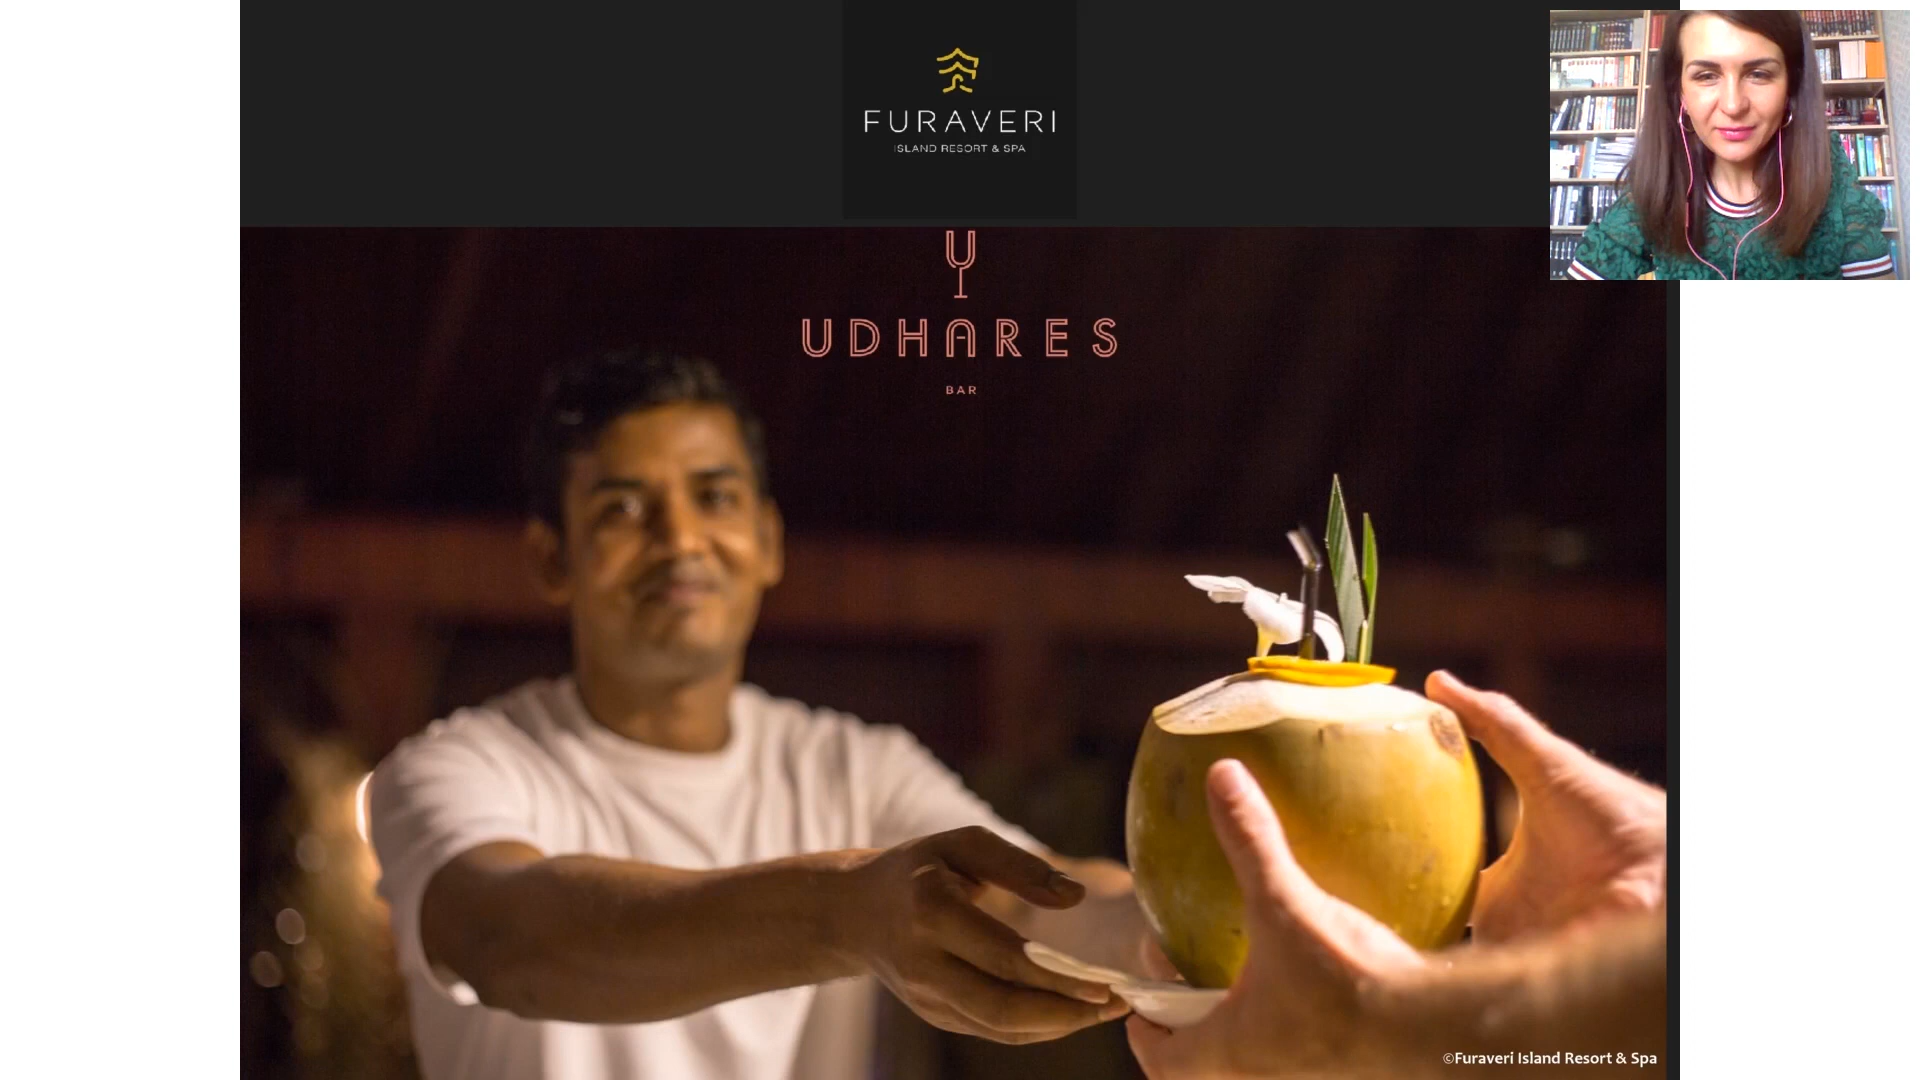 FURAVERI
ISLAND RESORT & SPA
UDHARES
BAR
©Furaveri Island Resort & Spa